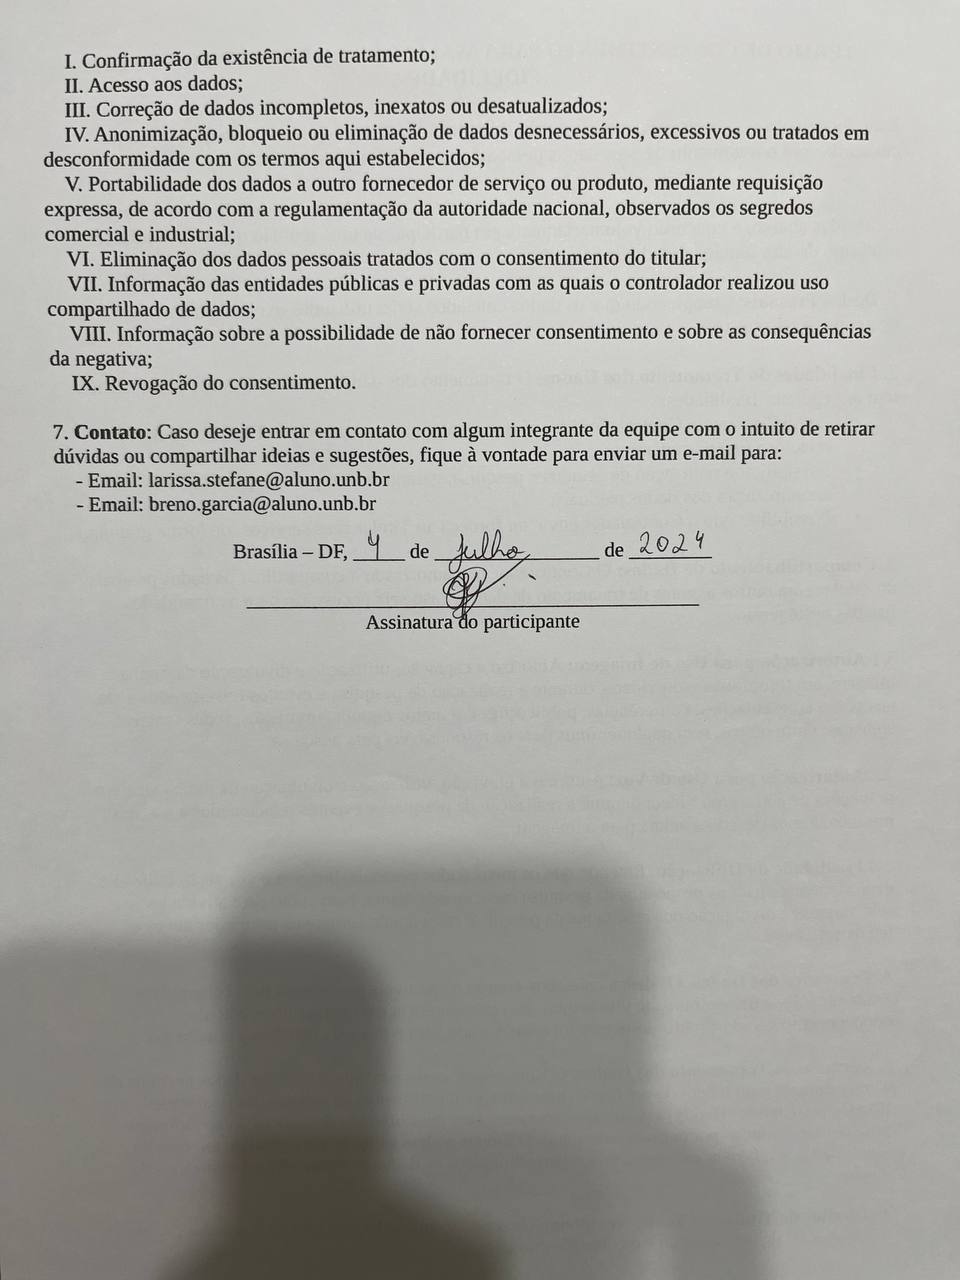 I. Confirmação da existência de tratamento;
II. Acesso aos dados;
III. Correção de dados incompletos, inexatos ou desatualizados;
IV. Anonimização, bloqueio ou eliminação de dados desnecessários, excessivos ou tratados em
desconformidade com os termos aqui estabelecidos;
V. Portabilidade dos dados a outro fornecedor de serviço ou produto, mediante requisição
expressa, de acordo com a regulamentação da autoridade nacional, observados os segredos
comercial e industrial;
VI. Eliminação dos dados pessoais tratados com o consentimento do titular;
VII. Informação das entidades públicas e privadas com as quais o controlador realizou uso
compartilhado de dados;
VIII. Informação sobre a possibilidade de não fornecer consentimento e sobre as consequências
da negativa;
IX. Revogação do consentimento.
7. Contato: Caso deseje entrar em contato com algum integrante da equipe com o intuito de retirar
dúvidas ou compartilhar ideias e sugestões, fique à vontade para enviar um e-mail para:
- Email: larissa.stefane@aluno.unb.br
- Email: breno.garcia@aluno.unb.br
Brasília – DF, 4 de Julho de 2024
Assinatura do participante